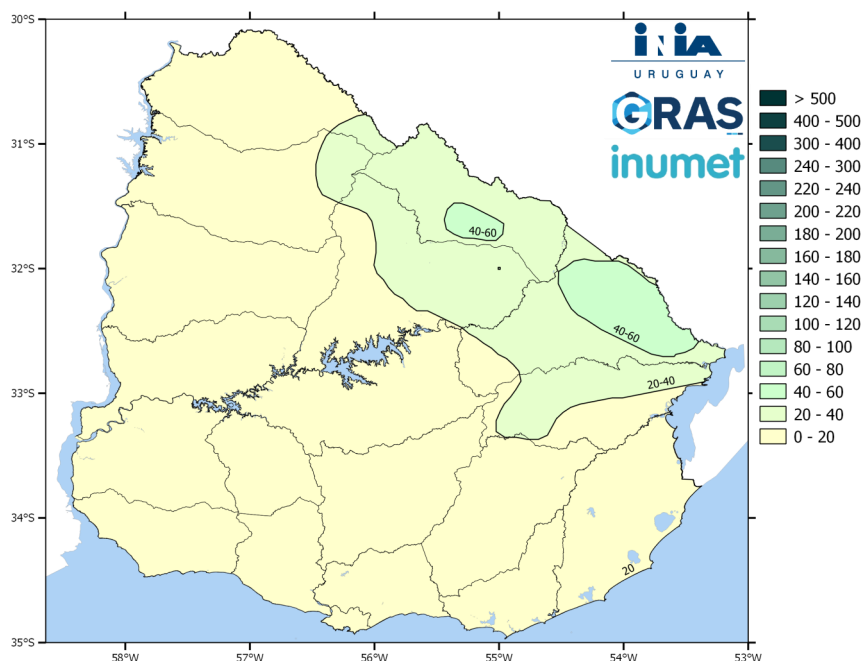 30°S
31°S
32°S
33°S
34°S
35°S
58°W
57°W
56°W
55°W
54°W
53°W
40-60
40-60
20-40
20
iNiA
URUGUAY
GRAS
inumet
> 500
400 - 500
300 - 400
240 - 300
220 - 240
200 - 220
180 - 200
160 - 180
140 - 160
120 - 140
100 - 120
80 - 100
60 - 80
40 - 60
20 - 40
0 - 20